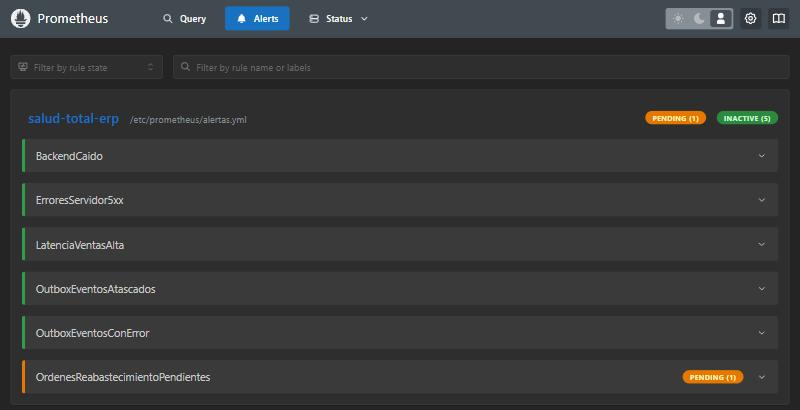 Prometheus Query Alerts Status
Filter by rule state Filter by rule name or labels
salud-total-erp /etc/prometheus/alertas.yml PENDING (1) INACTIVE (5)
BackendCaido
ErroresServidor5xx
LatenciaVentasAlta
OutboxEventosAtascados
OutboxEventosConError
OrdenesReabastecimientoPendientes PENDING (1)